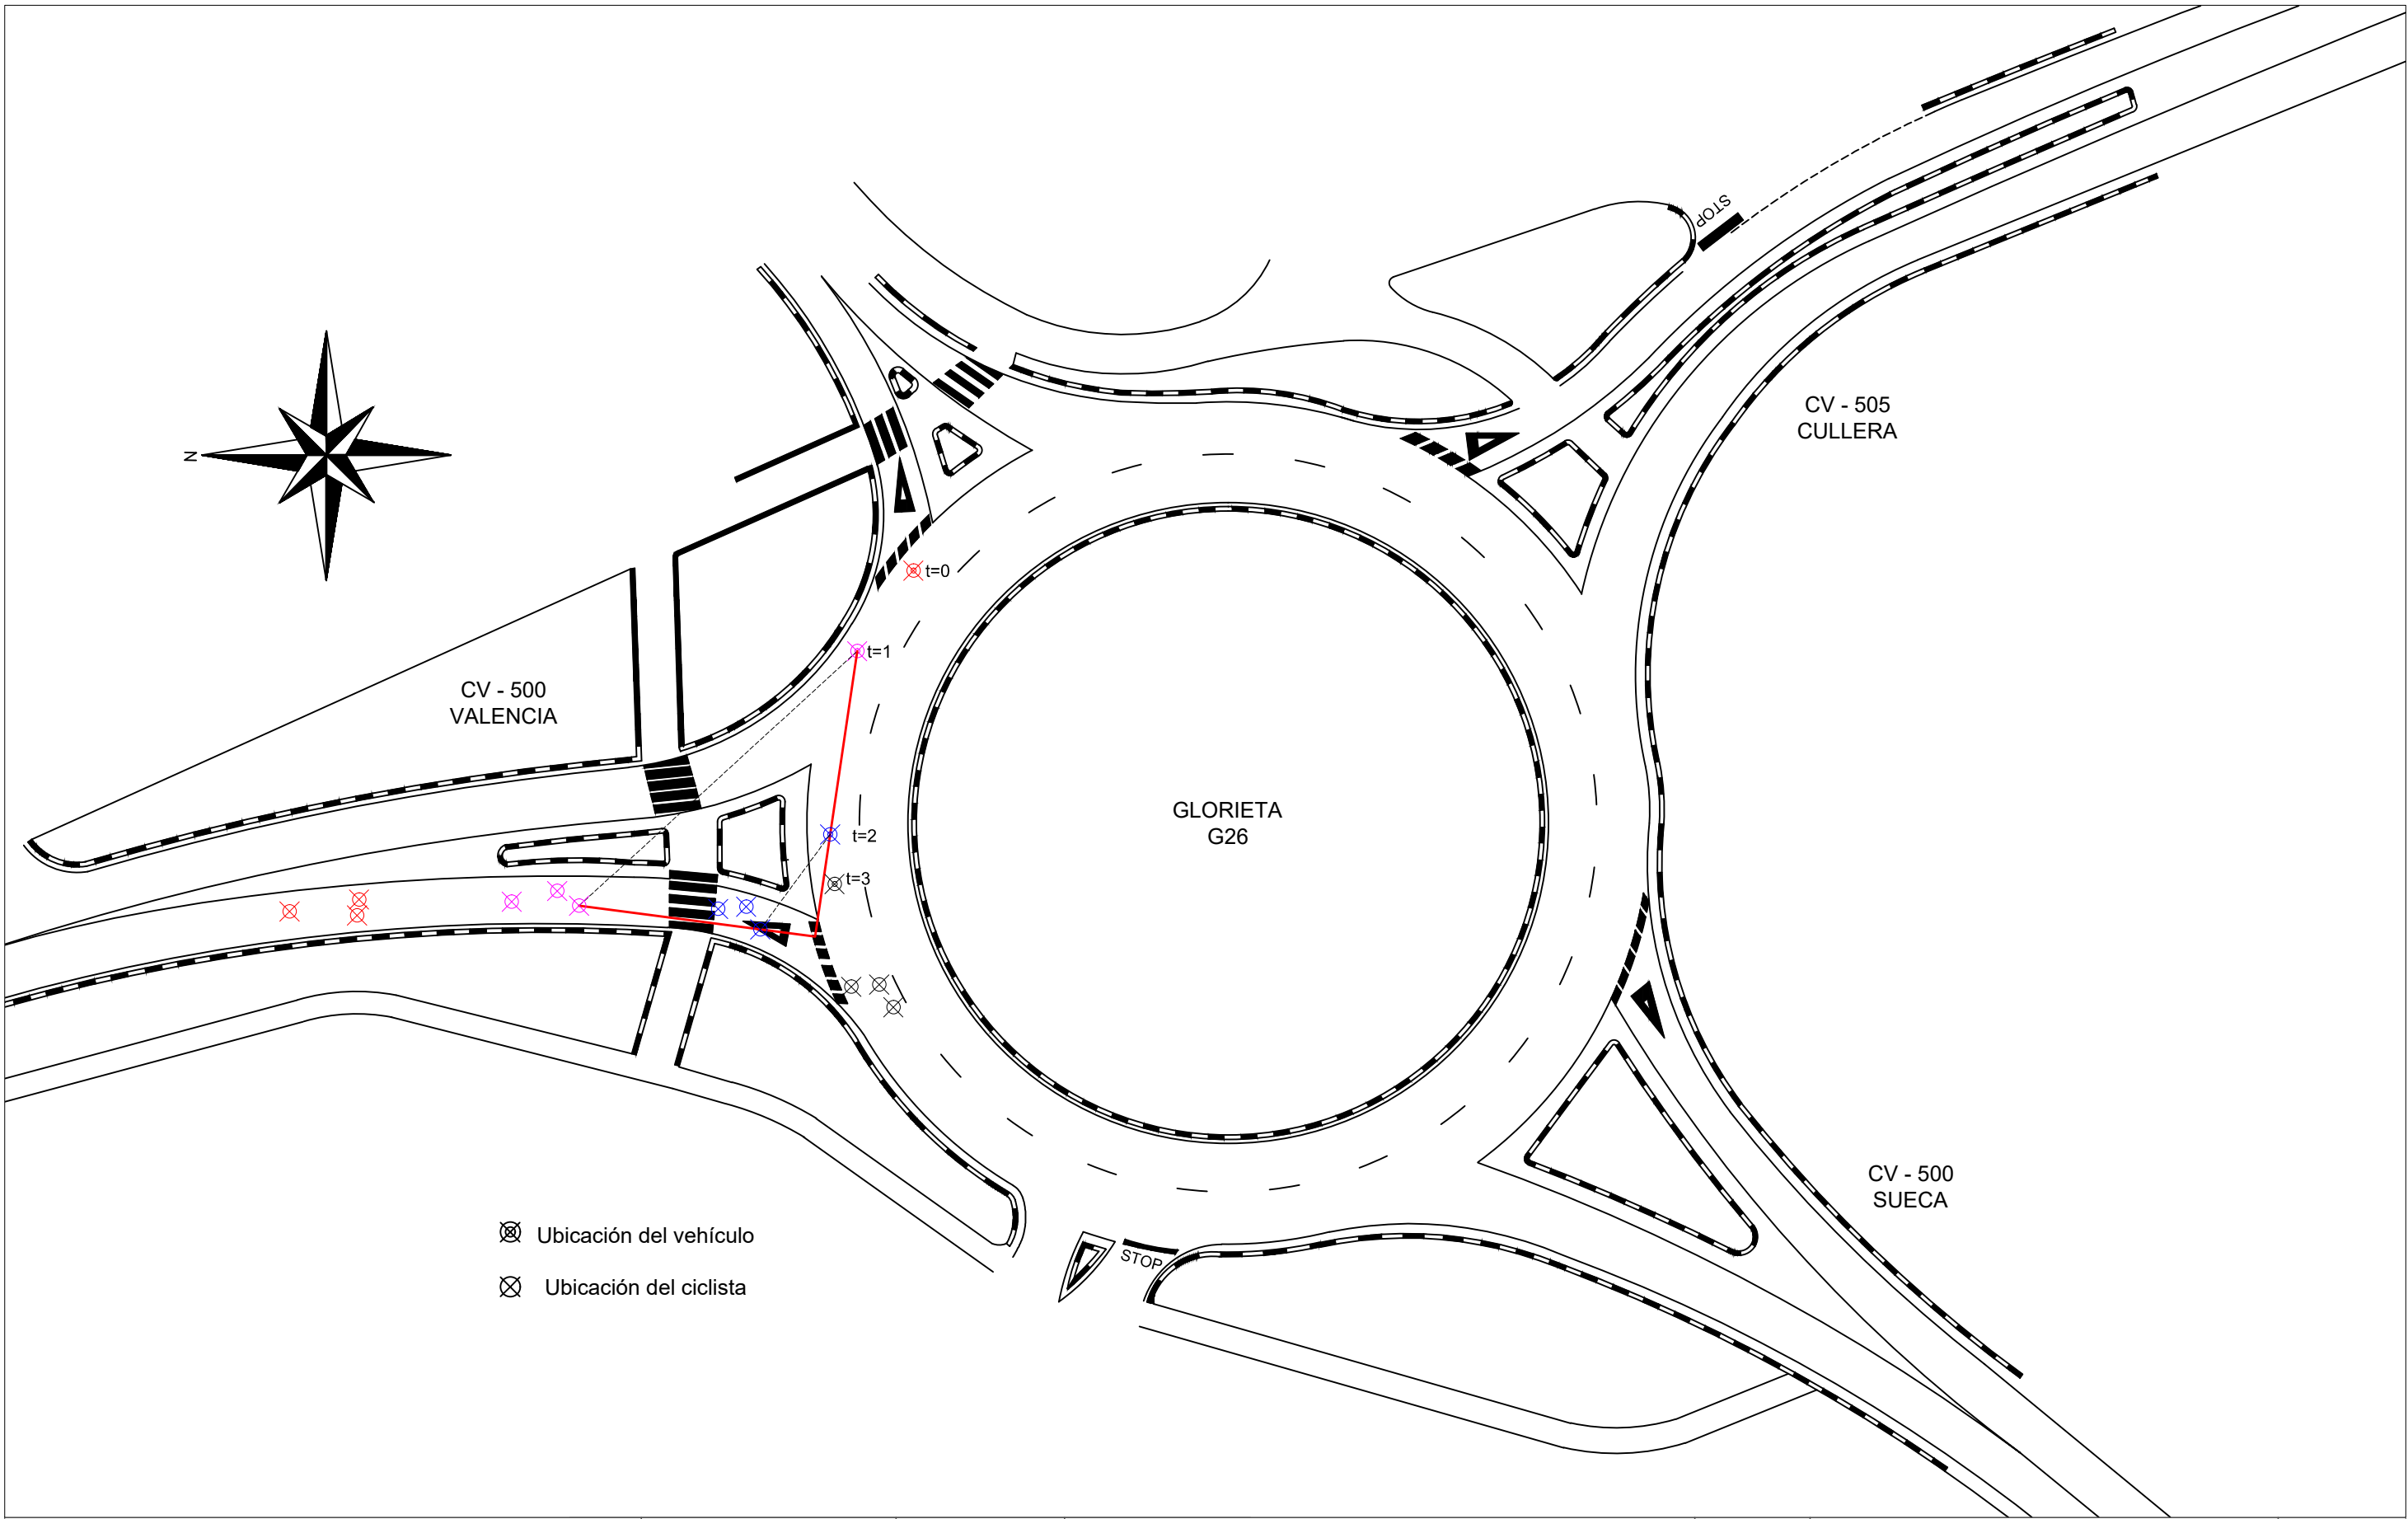 STOP
CV - 505
CULLERA
N
t=0
t=1
CV - 500
VALENCIA
GLORIETA
G26
t=2
t=3
CV - 500
SUECA
Ubicación del vehículo
STOP
Ubicación del ciclista